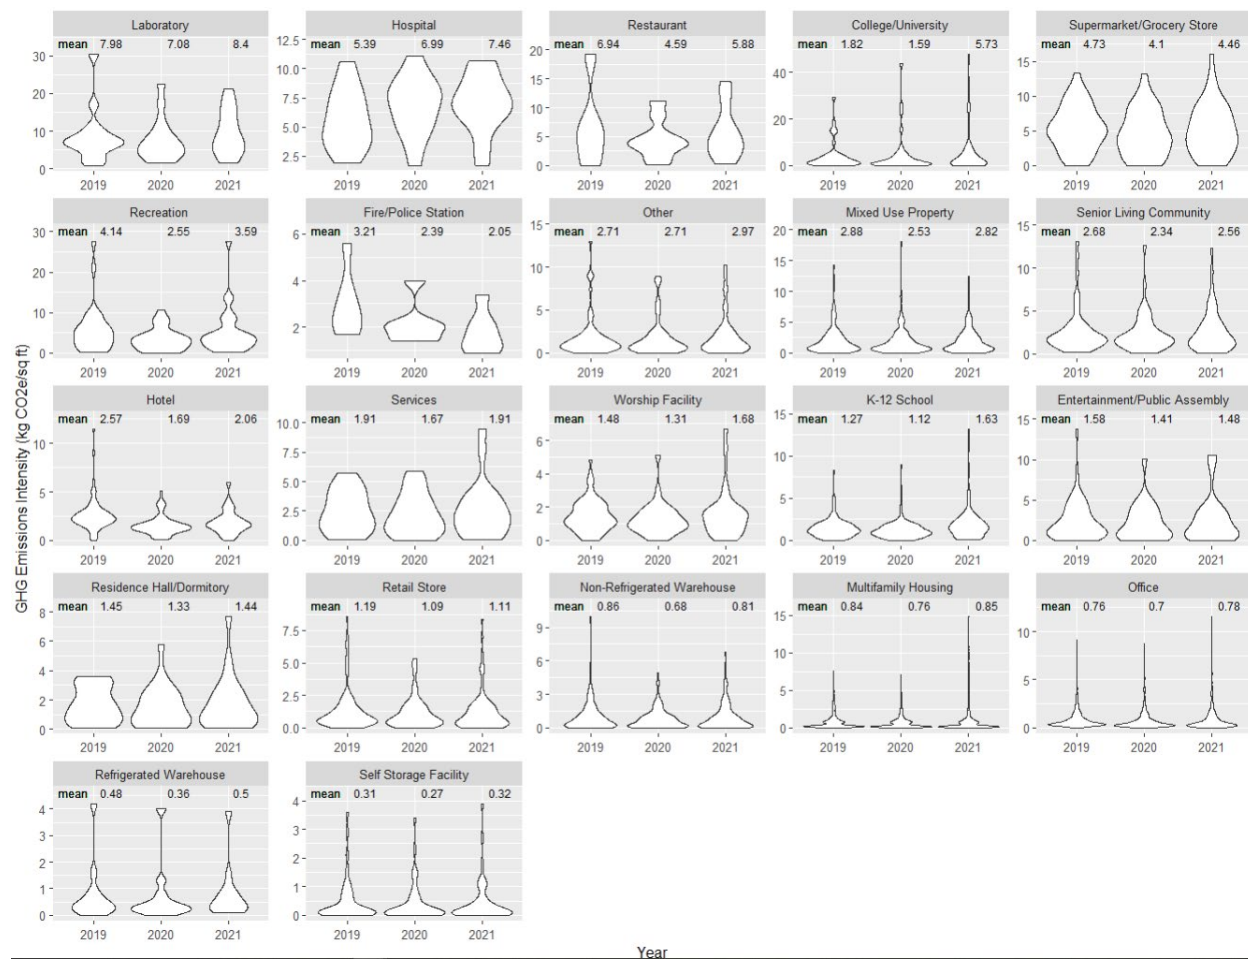 Laboratory
mean 7.98 7.08 8.4
30
20
10
0
2019 2020 2021
Hospital
mean 5.39 6.99 7.46
12.5
10.0
7.5
5.0
2.5
2019 2020 2021
Restaurant
mean 6.94 4.59 5.88
20
15
10
5
0
2019 2020 2021
College/University
mean 1.82 1.59 5.73
40
20
0
2019 2020 2021
Supermarket/Grocery Store
mean 4.73 4.1 4.46
15
10
5
0
2019 2020 2021
Recreation
mean 4.14 2.55 3.59
30
20
10
0
2019 2020 2021
Fire/Police Station
mean 3.21 2.39 2.05
6
4
2
2019 2020 2021
Other
mean 2.71 2.71 2.97
15
10
5
0
2019 2020 2021
Mixed Use Property
mean 2.88 2.53 2.82
20
15
10
5
0
2019 2020 2021
Senior Living Community
mean 2.68 2.34 2.56
15
10
5
0
2019 2020 2021
GHG Emissions Intensity (kg CO2e/sq ft)
Hotel
mean 2.57 1.69 2.06
10
5
0
2019 2020 2021
Services
mean 1.91 1.67 1.91
10.0
7.5
5.0
2.5
0.0
2019 2020 2021
Worship Facility
mean 1.48 1.31 1.68
6
4
2
0
2019 2020 2021
K-12 School
mean 1.27 1.12 1.63
15
10
5
0
2019 2020 2021
Entertainment/Public Assembly
mean 1.58 1.41 1.48
15
10
5
0
2019 2020 2021
Residence Hall/Dormitory
mean 1.45 1.33 1.44
8
6
4
2
0
2019 2020 2021
Retail Store
mean 1.19 1.09 1.11
7.5
5.0
2.5
0.0
2019 2020 2021
Non-Refrigerated Warehouse
mean 0.86 0.68 0.81
9
6
3
0
2019 2020 2021
Multifamily Housing
mean 0.84 0.76 0.85
15
10
5
0
2019 2020 2021
Office
mean 0.76 0.7 0.78
10
5
0
2019 2020 2021
Refrigerated Warehouse
mean 0.48 0.36 0.5
4
3
2
1
0
2019 2020 2021
Self Storage Facility
mean 0.31 0.27 0.32
4
3
2
1
0
2019 2020 2021
Year